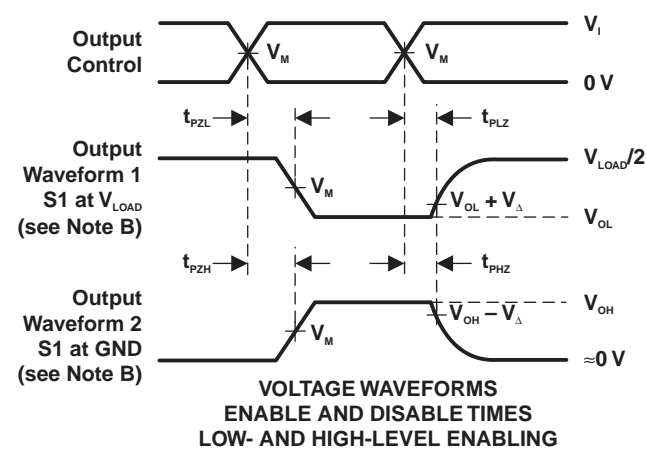 Output
Control
V_M
V_M
V_I
0 V
t_PZL
t_PLZ
Output
Waveform 1
S1 at V_LOAD
(see Note B)
V_M
V_OL + V_Δ
V_LOAD/2
V_OL
t_PZH
t_PHZ
Output
Waveform 2
S1 at GND
(see Note B)
V_M
V_OH – V_Δ
V_OH
≈0 V
VOLTAGE WAVEFORMS
ENABLE AND DISABLE TIMES
LOW- AND HIGH-LEVEL ENABLING